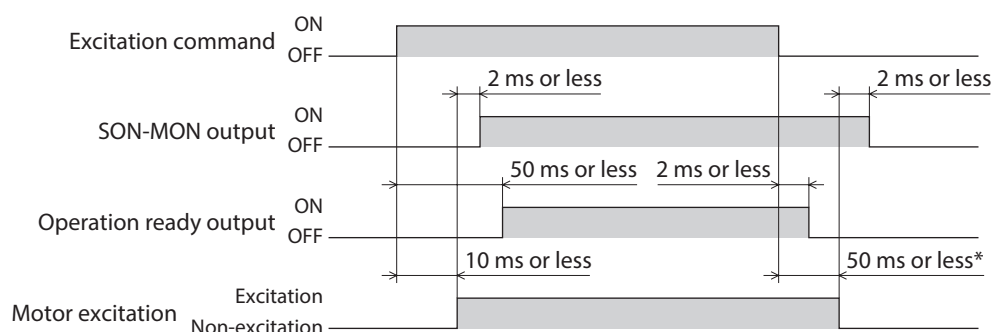 Excitation command
ON
OFF
2 ms or less
2 ms or less
SON-MON output
ON
OFF
50 ms or less
2 ms or less
Operation ready output
ON
OFF
10 ms or less
50 ms or less*
Motor excitation
Excitation
Non-excitation